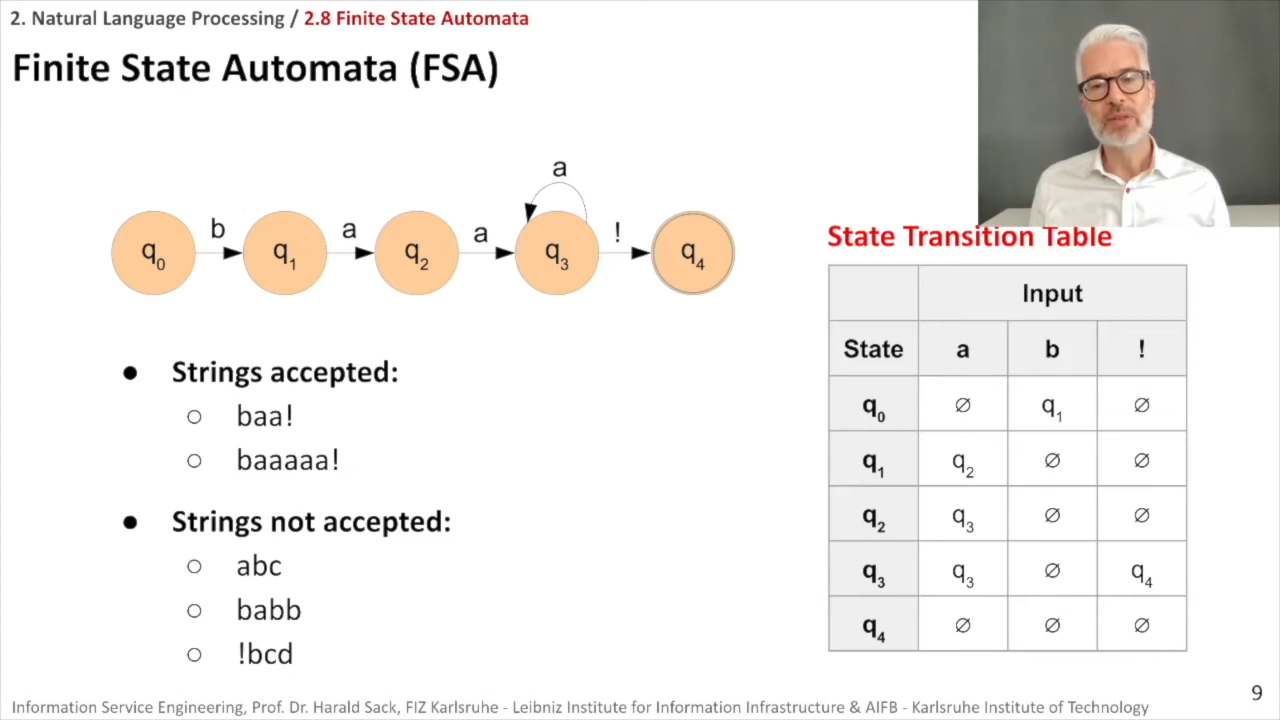 2. Natural Language Processing / 2.8 Finite State Automata
Finite State Automata (FSA)
a
b a a !
q0 q1 q2 q3 q4
● Strings accepted:
○ baa!
○ baaaaa!
● Strings not accepted:
○ abc
○ babb
○ !bcd
State Transition Table
Input
State a b !
q0 ∅ q1 ∅
q1 q2 ∅ ∅
q2 q3 ∅ ∅
q3 q3 ∅ q4
q4 ∅ ∅ ∅
9
Information Service Engineering, Prof. Dr. Harald Sack, FIZ Karlsruhe - Leibniz Institute for Information Infrastructure & AIFB - Karlsruhe Institute of Technology